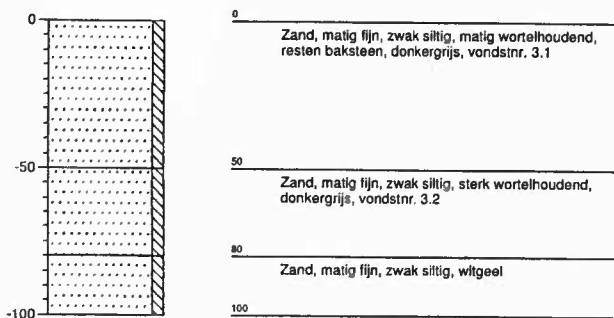 0
0
Zand, matig fijn, zwak siltig, matig wortelhoudend,
resten baksteen, donkergrijs, vondstnr. 3.1
-50
50
Zand, matig fijn, zwak siltig, sterk wortelhoudend,
donkergrijs, vondstnr. 3.2
80
Zand, matig fijn, zwak siltig, witgeel
-100
100